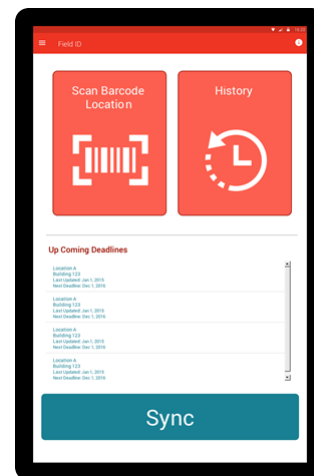 Field ID
Scan Barcode
Location
History
Up Coming Deadlines
Location A
Building 123
Last Updated: Jan 1, 2015
Next Deadline: Dec 1, 2016
Location A
Building 123
Last Updated: Jan 1, 2015
Next Deadline: Dec 1, 2016
Location A
Building 123
Last Updated: Jan 1, 2015
Next Deadline: Dec 1, 2016
Location A
Building 123
Last Updated: Jan 1, 2015
Next Deadline: Dec 1, 2016
Sync